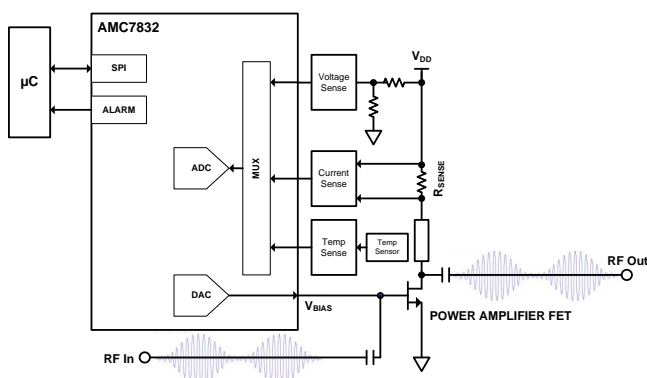 AMC7832
µC
SPI
ALARM
ADC
MUX
DAC
Voltage
Sense
Current
Sense
Temp
Sense
Temp
Sensor
VDD
RSENSE
RF Out
VBIAS
POWER AMPLIFIER FET
RF In